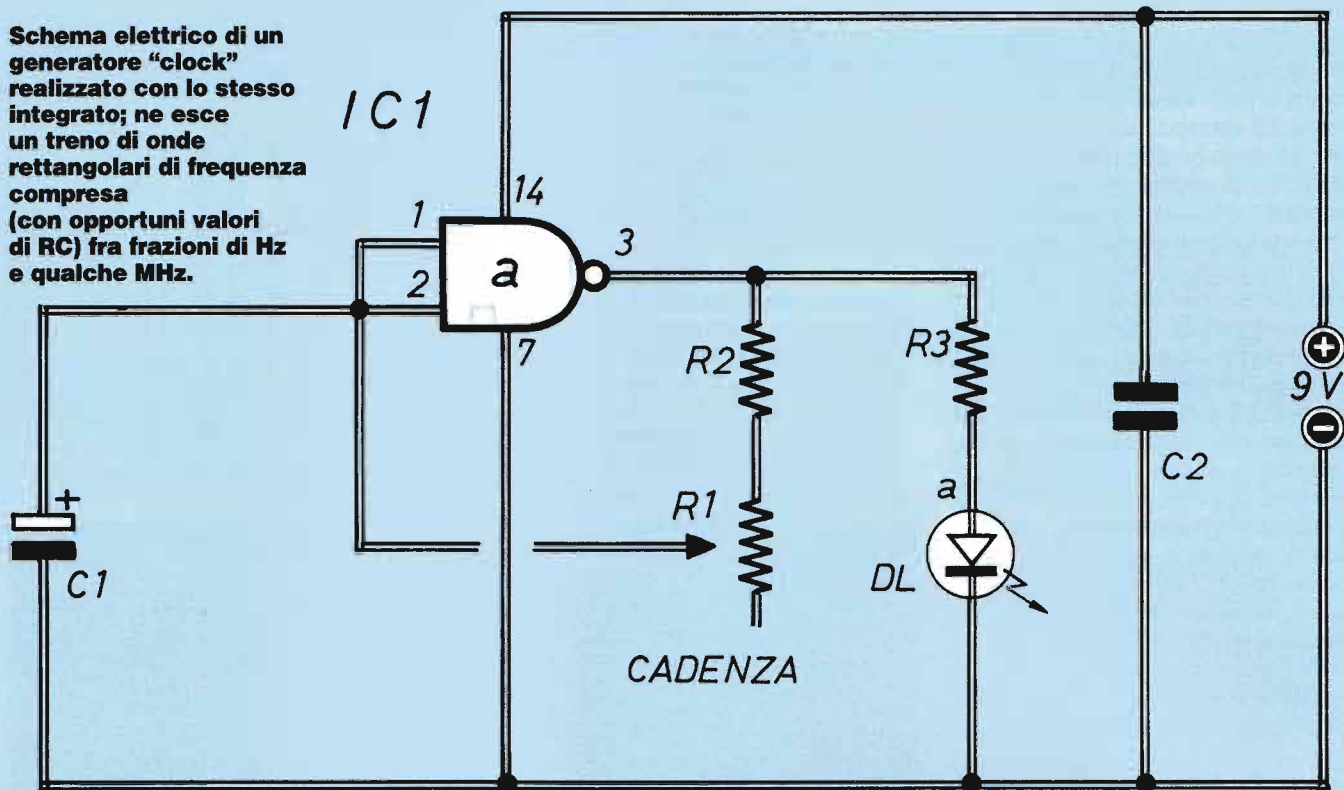 Schema elettrico di un
generatore “clock”
realizzato con lo stesso
integrato; ne esce
un treno di onde
rettangolari di frequenza
compresa
(con opportuni valori
di RC) fra frazioni di Hz
e qualche MHz.
IC1
14
1
2
a
3
7
R2
R3
+
9V
-
C2
+
C1
R1
a
DL
CADENZA